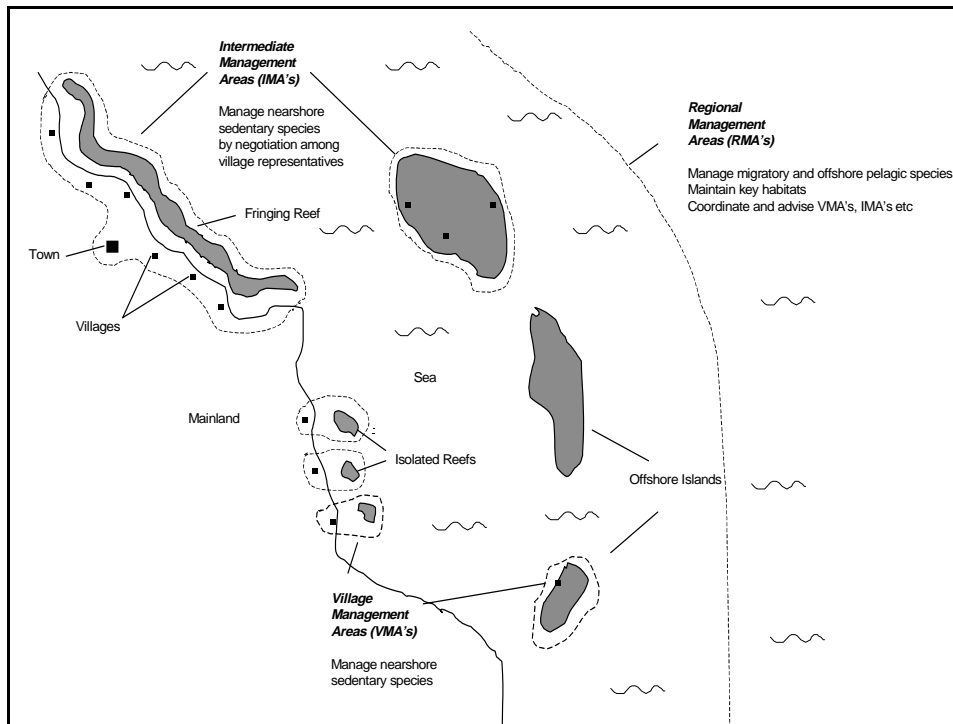 Intermediate
Management
Areas (IMA's)
Manage nearshore
sedentary species
by negotiation among
village representatives
Regional
Management
Areas (RMA's)
Manage migratory and offshore pelagic species
Maintain key habitats
Coordinate and advise VMA's, IMA's etc
Fringing Reef
Town
Villages
Sea
Mainland
Isolated Reefs
Offshore Islands
Village
Management
Areas (VMA's)
Manage nearshore
sedentary species